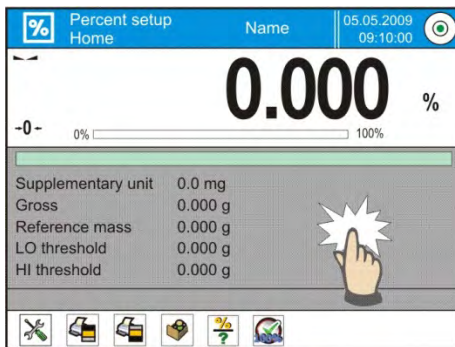 % Percent setup
Home
Name
05.05.2009
09:10:00
0.000 %
→0←
0% 100%
Supplementary unit 0.0 mg
Gross 0.000 g
Reference mass 0.000 g
LO threshold 0.000 g
HI threshold 0.000 g
%
?